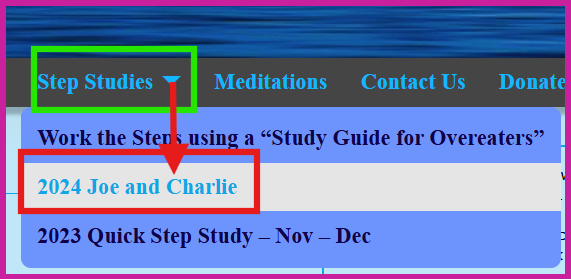 Step Studies Meditations Contact Us Donate
Work the Steps using a “Study Guide for Overeaters”
2024 Joe and Charlie
2023 Quick Step Study – Nov – Dec